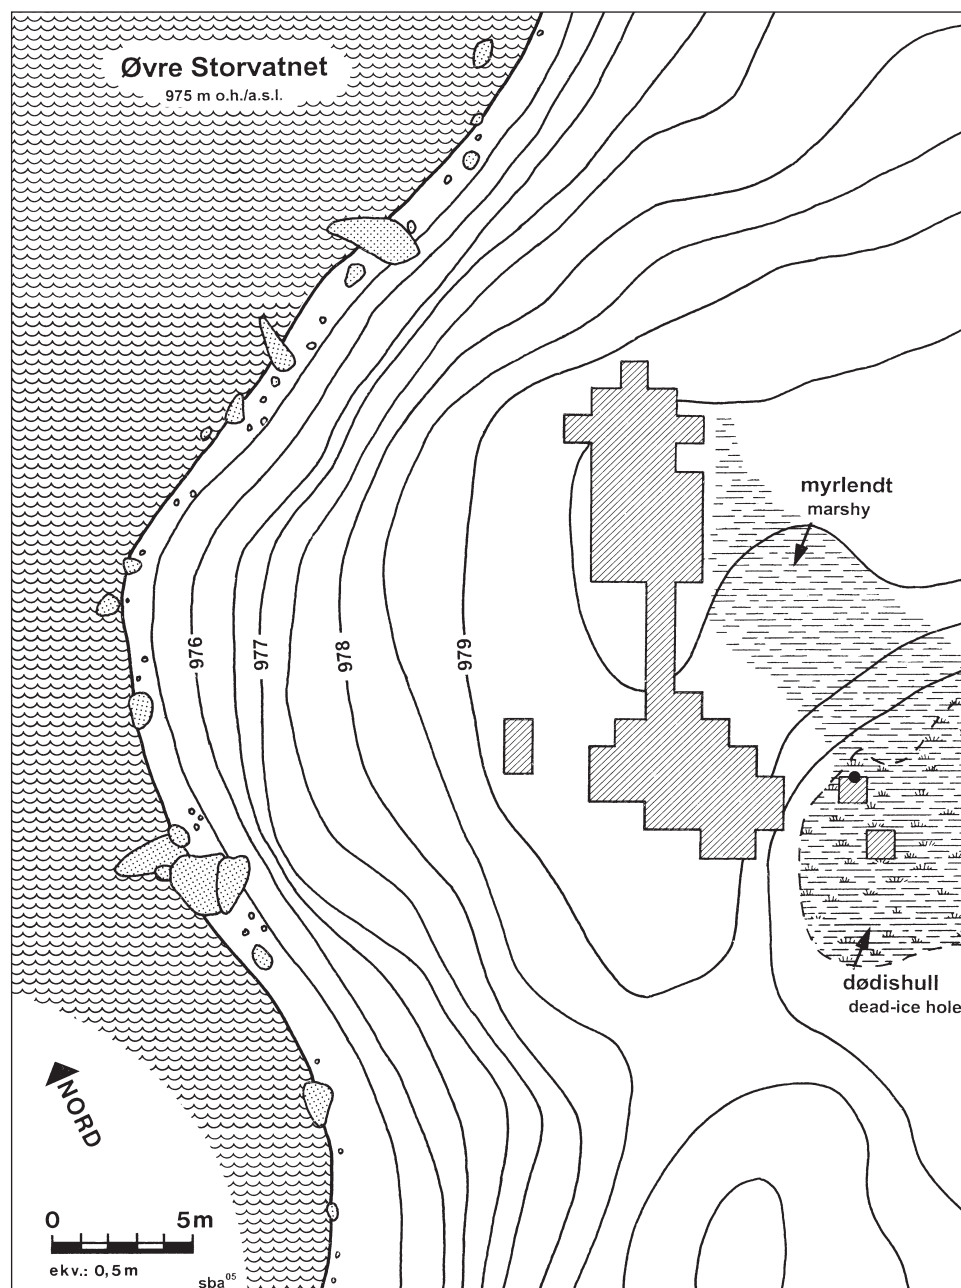 Øvre Storvatnet
975 m o.h./a.s.l.
myrlendt
marshy
976
977
978
979
dødishull
dead-ice hole
NORD
0 5m
ekv.: 0,5m
sba05